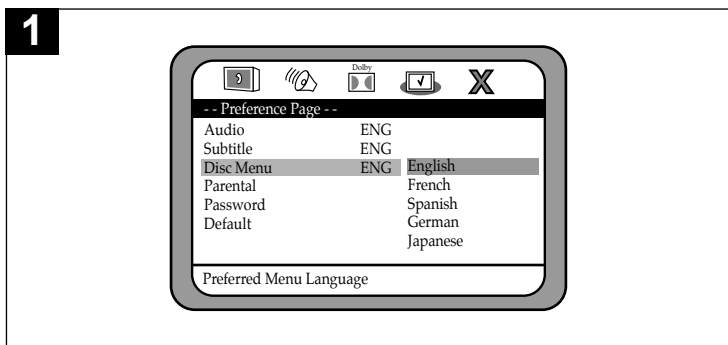 1
Dolby
- - Preference Page - -
Audio ENG
Subtitle ENG
Disc Menu ENG English
Parental French
Password Spanish
Default German
Japanese
Preferred Menu Language